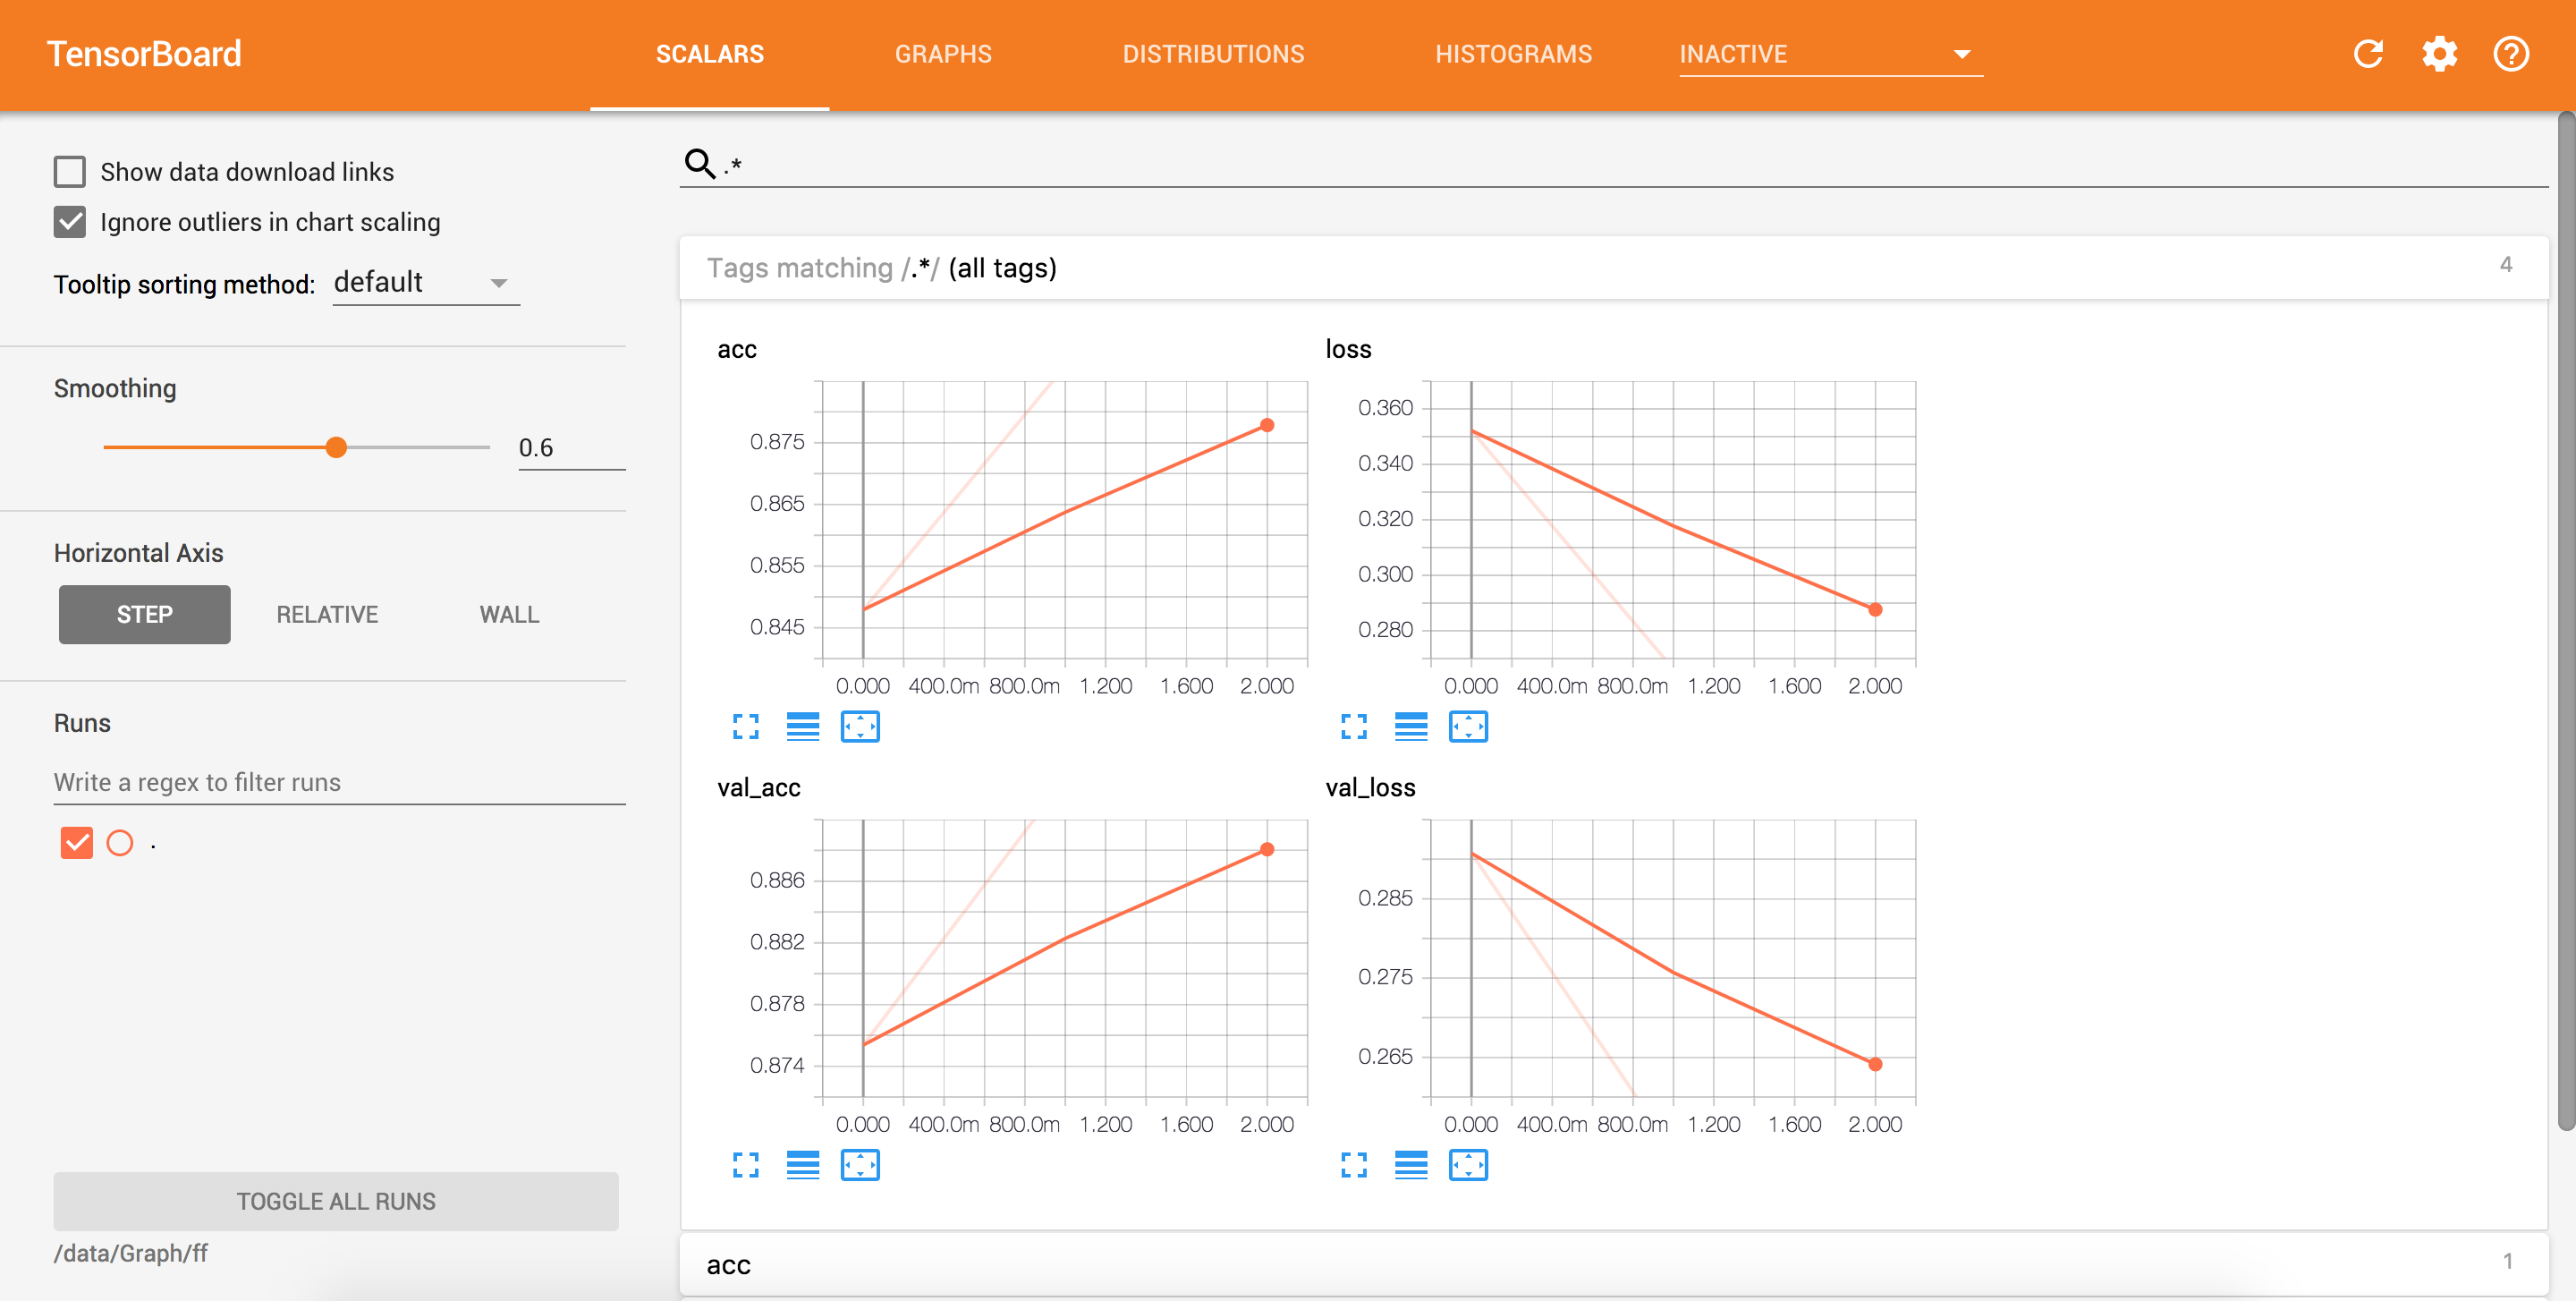 TensorBoard
SCALARS GRAPHS DISTRIBUTIONS HISTOGRAMS INACTIVE
Show data download links
Ignore outliers in chart scaling
Tooltip sorting method: default
Smoothing
0.6
Horizontal Axis
STEP RELATIVE WALL
Runs
Write a regex to filter runs
.
TOGGLE ALL RUNS
/data/Graph/ff
.*
Tags matching /.*/ (all tags) 4
acc
0.875
0.865
0.855
0.845
0.000 400.0m 800.0m 1.200 1.600 2.000
loss
0.360
0.340
0.320
0.300
0.280
0.000 400.0m 800.0m 1.200 1.600 2.000
val_acc
0.886
0.882
0.878
0.874
0.000 400.0m 800.0m 1.200 1.600 2.000
val_loss
0.285
0.275
0.265
0.000 400.0m 800.0m 1.200 1.600 2.000
acc 1